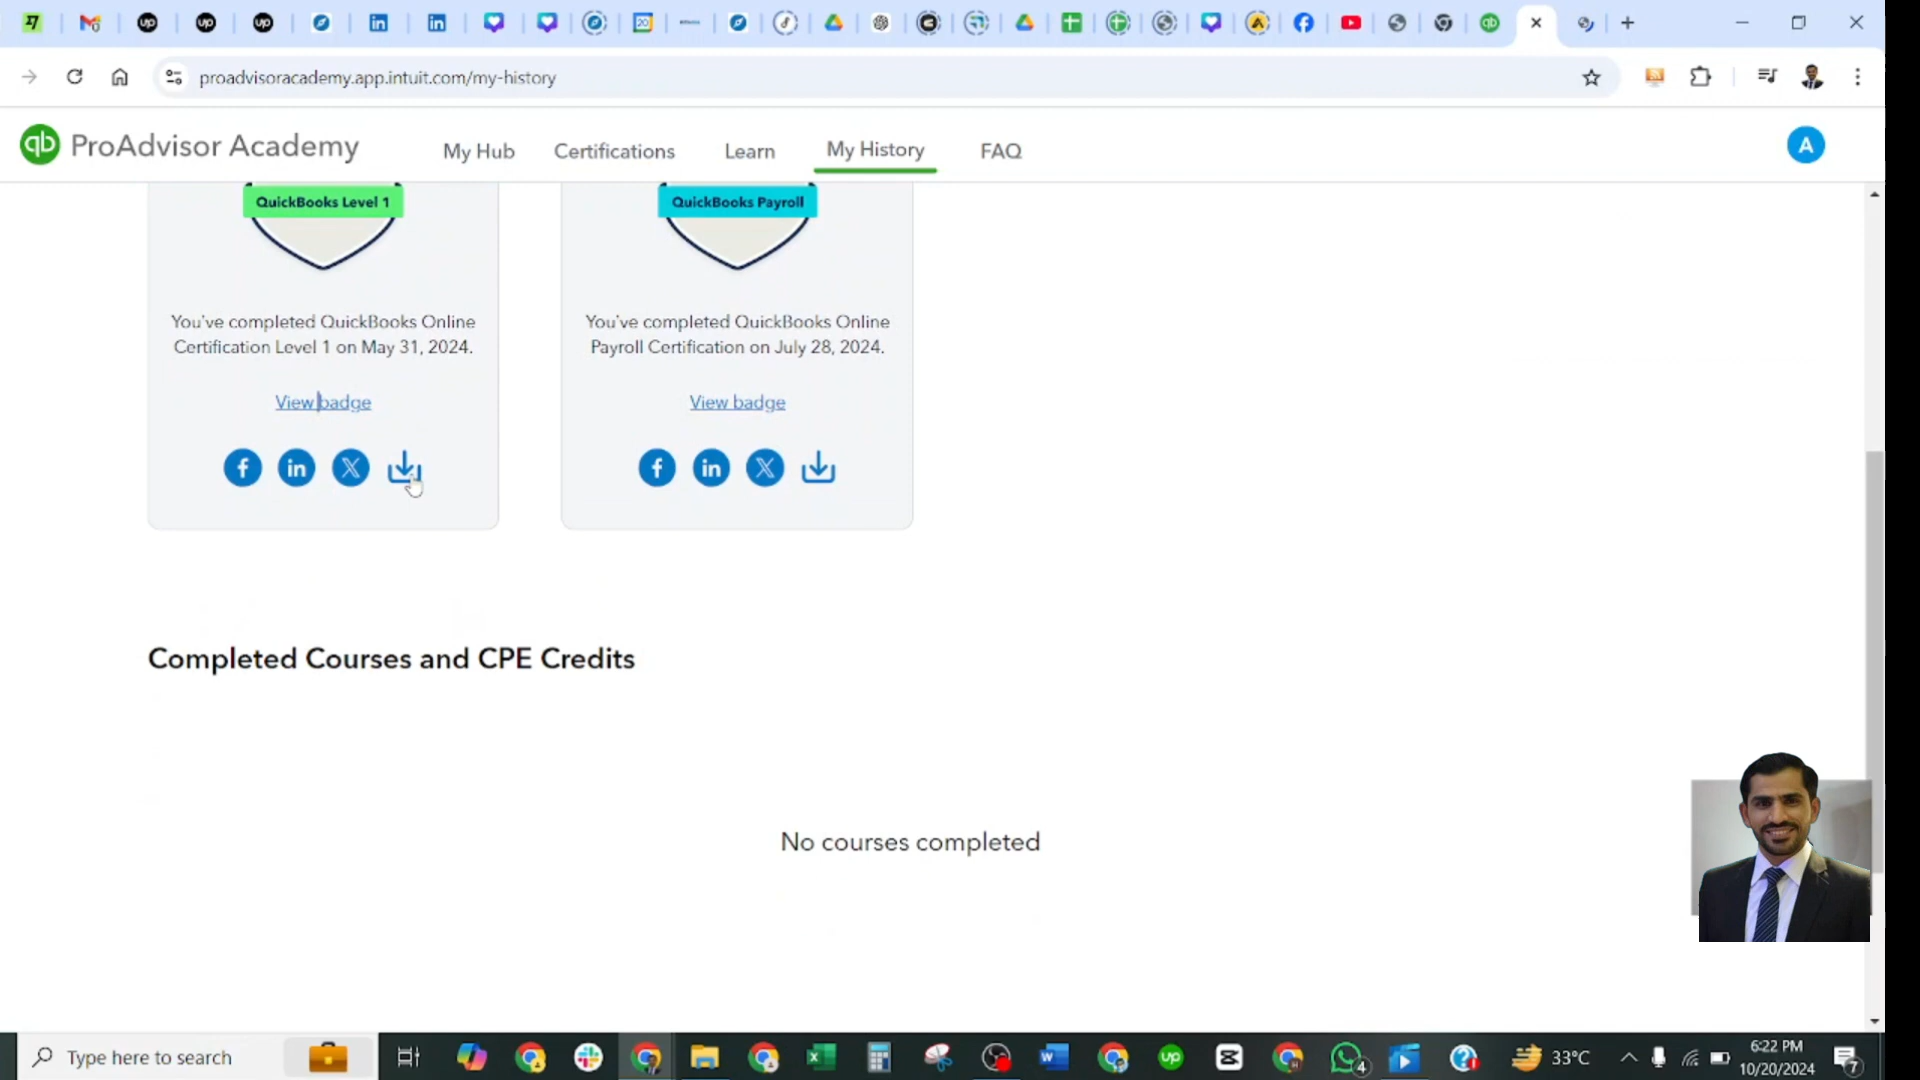 proadvisoracademy.app.intuit.com/my-history
qb ProAdvisor Academy
My Hub
Certifications
Learn
My History
FAQ
A
QuickBooks Level 1
You've completed QuickBooks Online
Certification Level 1 on May 31, 2024.
View badge
QuickBooks Payroll
You've completed QuickBooks Online
Payroll Certification on July 28, 2024.
View badge
Completed Courses and CPE Credits
No courses completed
Type here to search
33°C
6:22 PM
10/20/2024